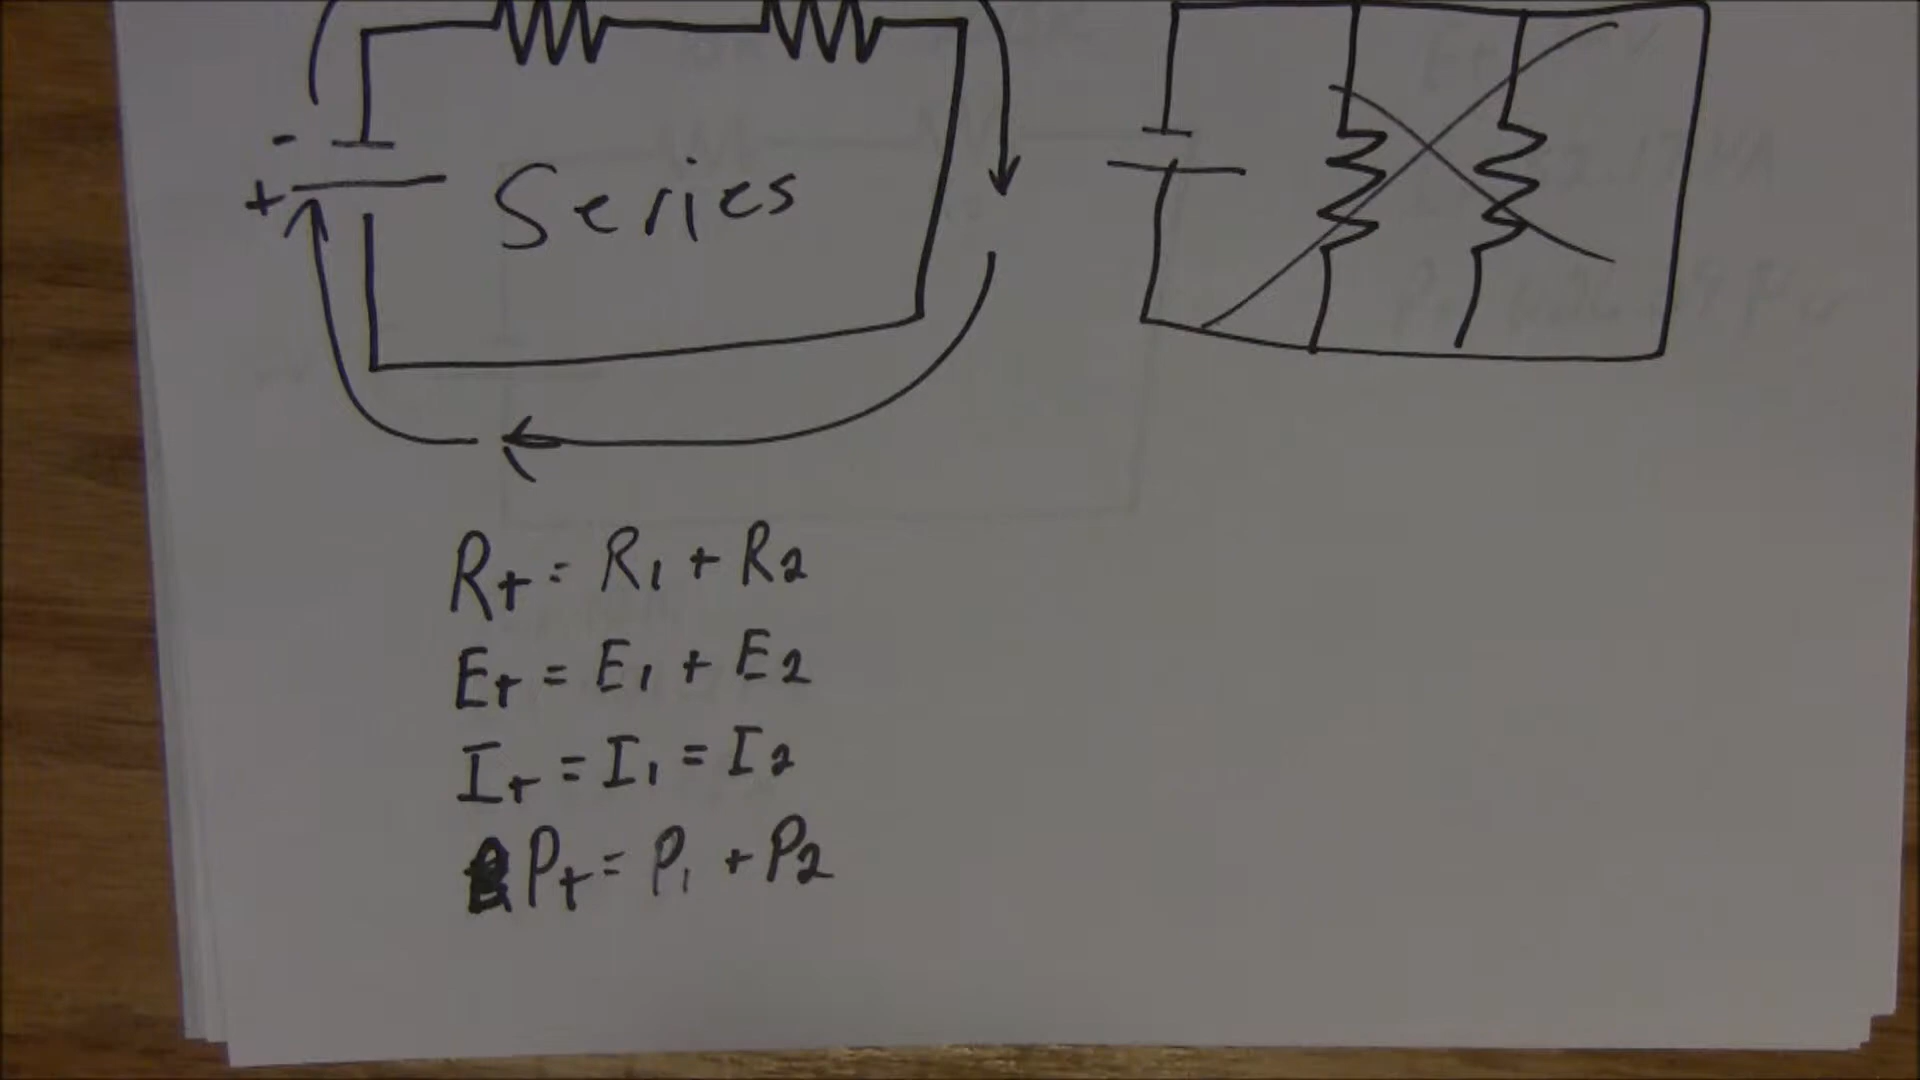 -
+
Series
Rt = R1 + R2
Et = E1 + E2
It = I1 = I2
Pt = P1 + P2